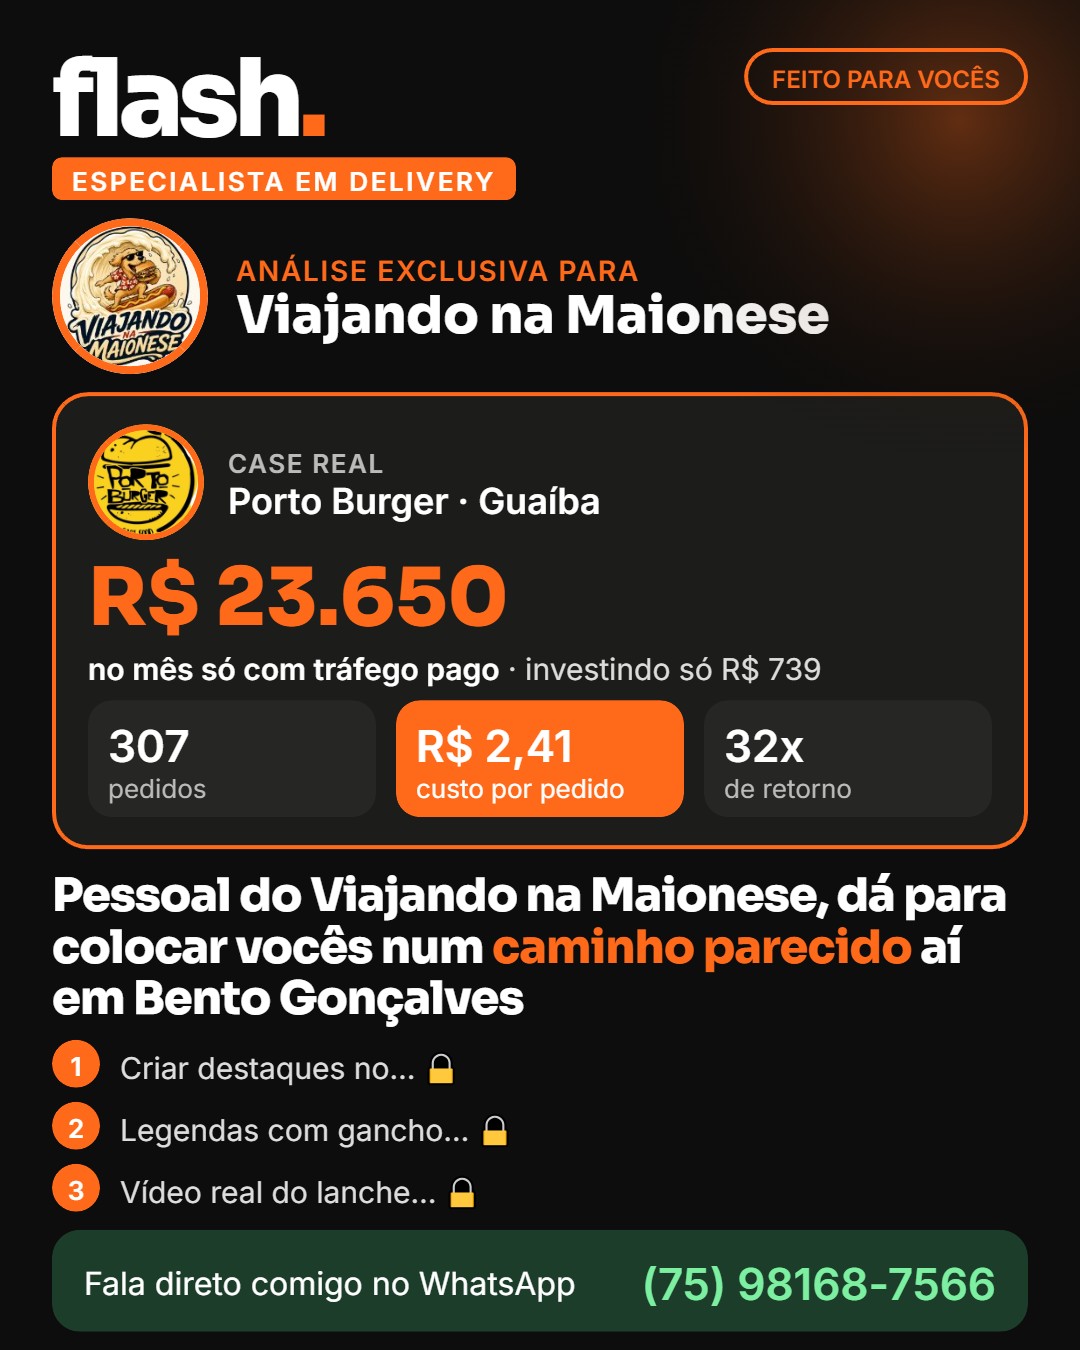 flash.
FEITO PARA VOCÊS
ESPECIALISTA EM DELIVERY
VIAJANDO
NA
MAIONESE
ANÁLISE EXCLUSIVA PARA
Viajando na Maionese
PORTO
BURGER
CASE REAL
Porto Burger · Guaíba
R$ 23.650
no mês só com tráfego pago · investindo só R$ 739
307
pedidos
R$ 2,41
custo por pedido
32x
de retorno
Pessoal do Viajando na Maionese, dá para
colocar vocês num caminho parecido aí
em Bento Gonçalves
1 Criar destaques no... 🔒
2 Legendas com gancho... 🔒
3 Vídeo real do lanche... 🔒
Fala direto comigo no WhatsApp (75) 98168-7566